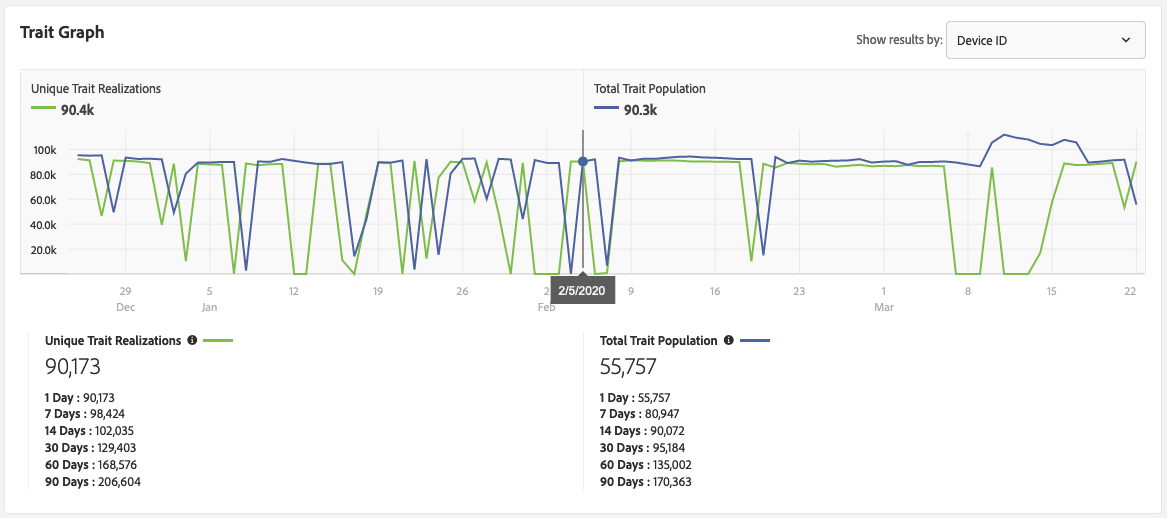 Trait Graph
Show results by: Device ID
Unique Trait Realizations
90.4k
Total Trait Population
90.3k
100k
80.0k
60.0k
40.0k
20.0k
29 5 12 19 26 2 9 16 23 1 8 15 22
Dec Jan Feb Mar
2/5/2020
Unique Trait Realizations
90,173
1 Day : 90,173
7 Days : 98,424
14 Days : 102,035
30 Days : 129,403
60 Days : 168,576
90 Days : 206,604
Total Trait Population
55,757
1 Day : 55,757
7 Days : 80,947
14 Days : 90,072
30 Days : 95,184
60 Days : 135,002
90 Days : 170,363